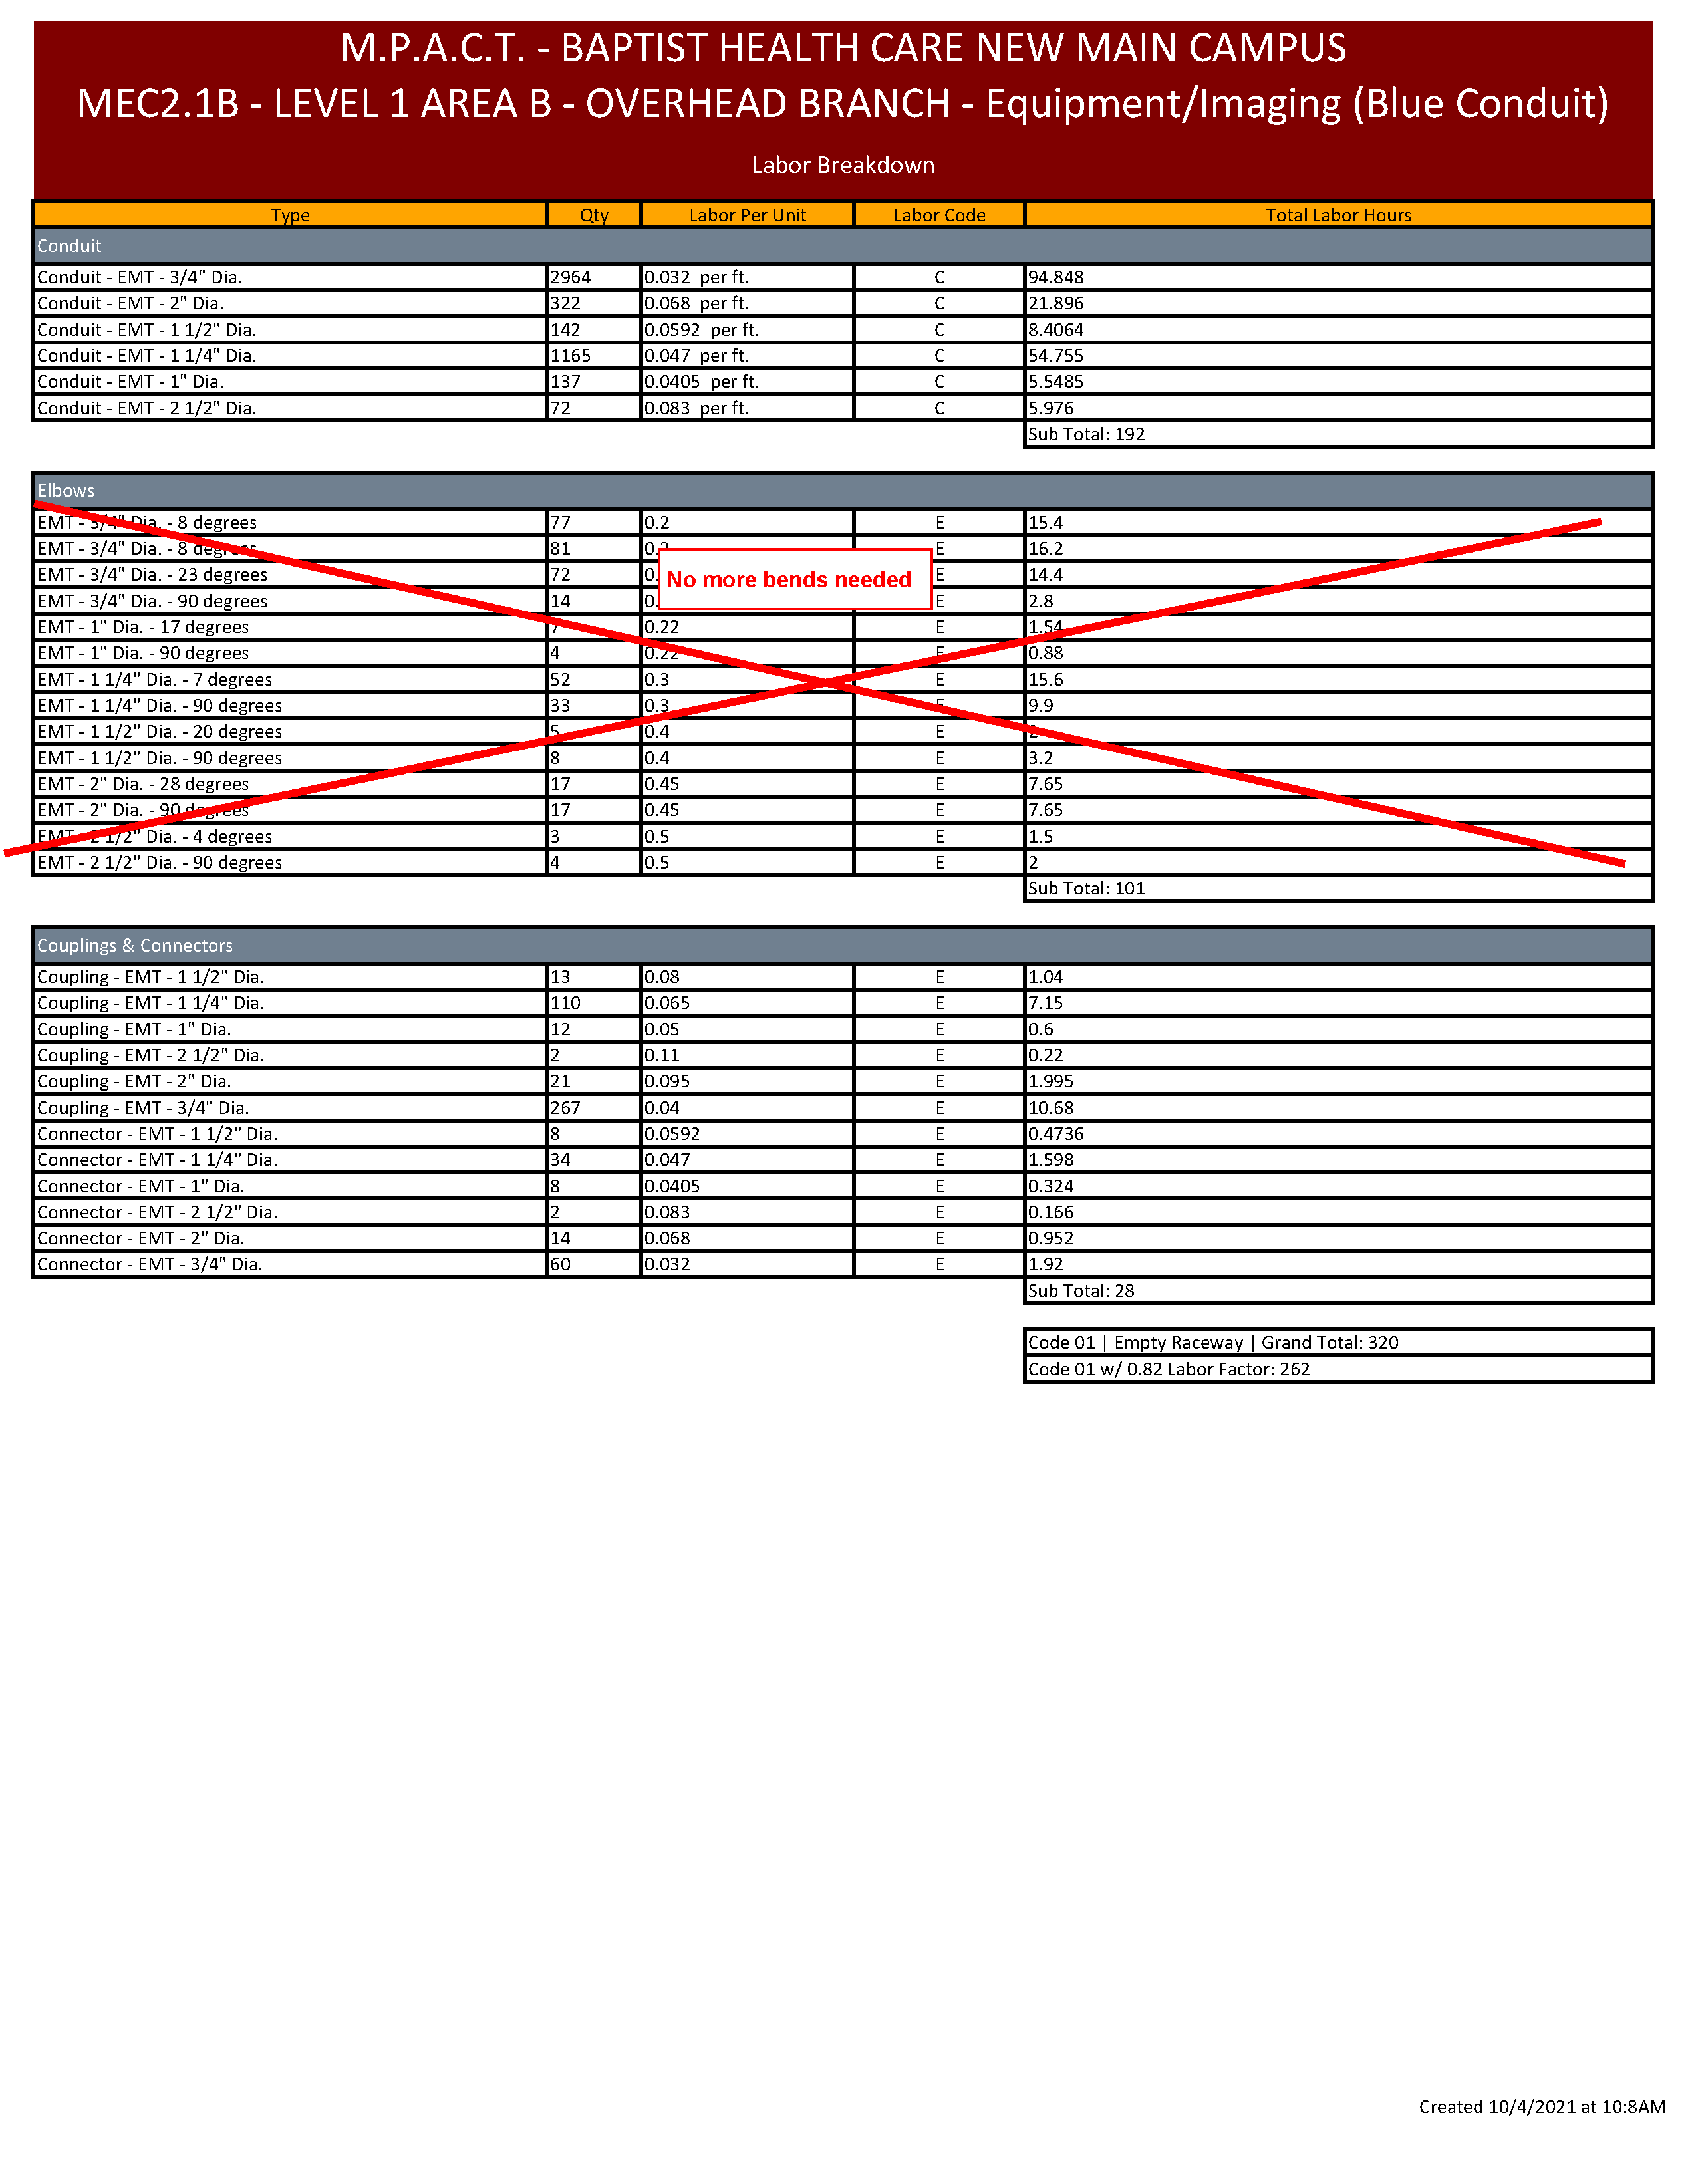 M.P.A.C.T. - BAPTIST HEALTH CARE NEW MAIN CAMPUS
MEC2.1B - LEVEL 1 AREA B - OVERHEAD BRANCH - Equipment/Imaging (Blue Conduit)
Labor Breakdown
Type Qty Labor Per Unit Labor Code Total Labor Hours
Conduit
Conduit - EMT - 3/4" Dia. 2964 0.032 per ft. C 94.848
Conduit - EMT - 2" Dia. 322 0.068 per ft. C 21.896
Conduit - EMT - 1 1/2" Dia. 142 0.0592 per ft. C 8.4064
Conduit - EMT - 1 1/4" Dia. 1165 0.047 per ft. C 54.755
Conduit - EMT - 1" Dia. 137 0.0405 per ft. C 5.5485
Conduit - EMT - 2 1/2" Dia. 72 0.083 per ft. C 5.976
Sub Total: 192
Elbows
EMT - 3/4" Dia. - 8 degrees 77 0.2 E 15.4
EMT - 3/4" Dia. - 8 degrees 81 0.2 E 16.2
EMT - 3/4" Dia. - 23 degrees 72 0. No more bends needed E 14.4
EMT - 3/4" Dia. - 90 degrees 14 0. E 2.8
EMT - 1" Dia. - 17 degrees 7 0.22 E 1.54
EMT - 1" Dia. - 90 degrees 4 0.22 E 0.88
EMT - 1 1/4" Dia. - 7 degrees 52 0.3 E 15.6
EMT - 1 1/4" Dia. - 90 degrees 33 0.3 E 9.9
EMT - 1 1/2" Dia. - 20 degrees 5 0.4 E 2
EMT - 1 1/2" Dia. - 90 degrees 8 0.4 E 3.2
EMT - 2" Dia. - 28 degrees 17 0.45 E 7.65
EMT - 2" Dia. - 90 degrees 17 0.45 E 7.65
EMT - 2 1/2" Dia. - 4 degrees 3 0.5 E 1.5
EMT - 2 1/2" Dia. - 90 degrees 4 0.5 E 2
Sub Total: 101
Couplings & Connectors
Coupling - EMT - 1 1/2" Dia. 13 0.08 E 1.04
Coupling - EMT - 1 1/4" Dia. 110 0.065 E 7.15
Coupling - EMT - 1" Dia. 12 0.05 E 0.6
Coupling - EMT - 2 1/2" Dia. 2 0.11 E 0.22
Coupling - EMT - 2" Dia. 21 0.095 E 1.995
Coupling - EMT - 3/4" Dia. 267 0.04 E 10.68
Connector - EMT - 1 1/2" Dia. 8 0.0592 E 0.4736
Connector - EMT - 1 1/4" Dia. 34 0.047 E 1.598
Connector - EMT - 1" Dia. 8 0.0405 E 0.324
Connector - EMT - 2 1/2" Dia. 2 0.083 E 0.166
Connector - EMT - 2" Dia. 14 0.068 E 0.952
Connector - EMT - 3/4" Dia. 60 0.032 E 1.92
Sub Total: 28
Code 01 | Empty Raceway | Grand Total: 320
Code 01 w/ 0.82 Labor Factor: 262
Created 10/4/2021 at 10:8AM